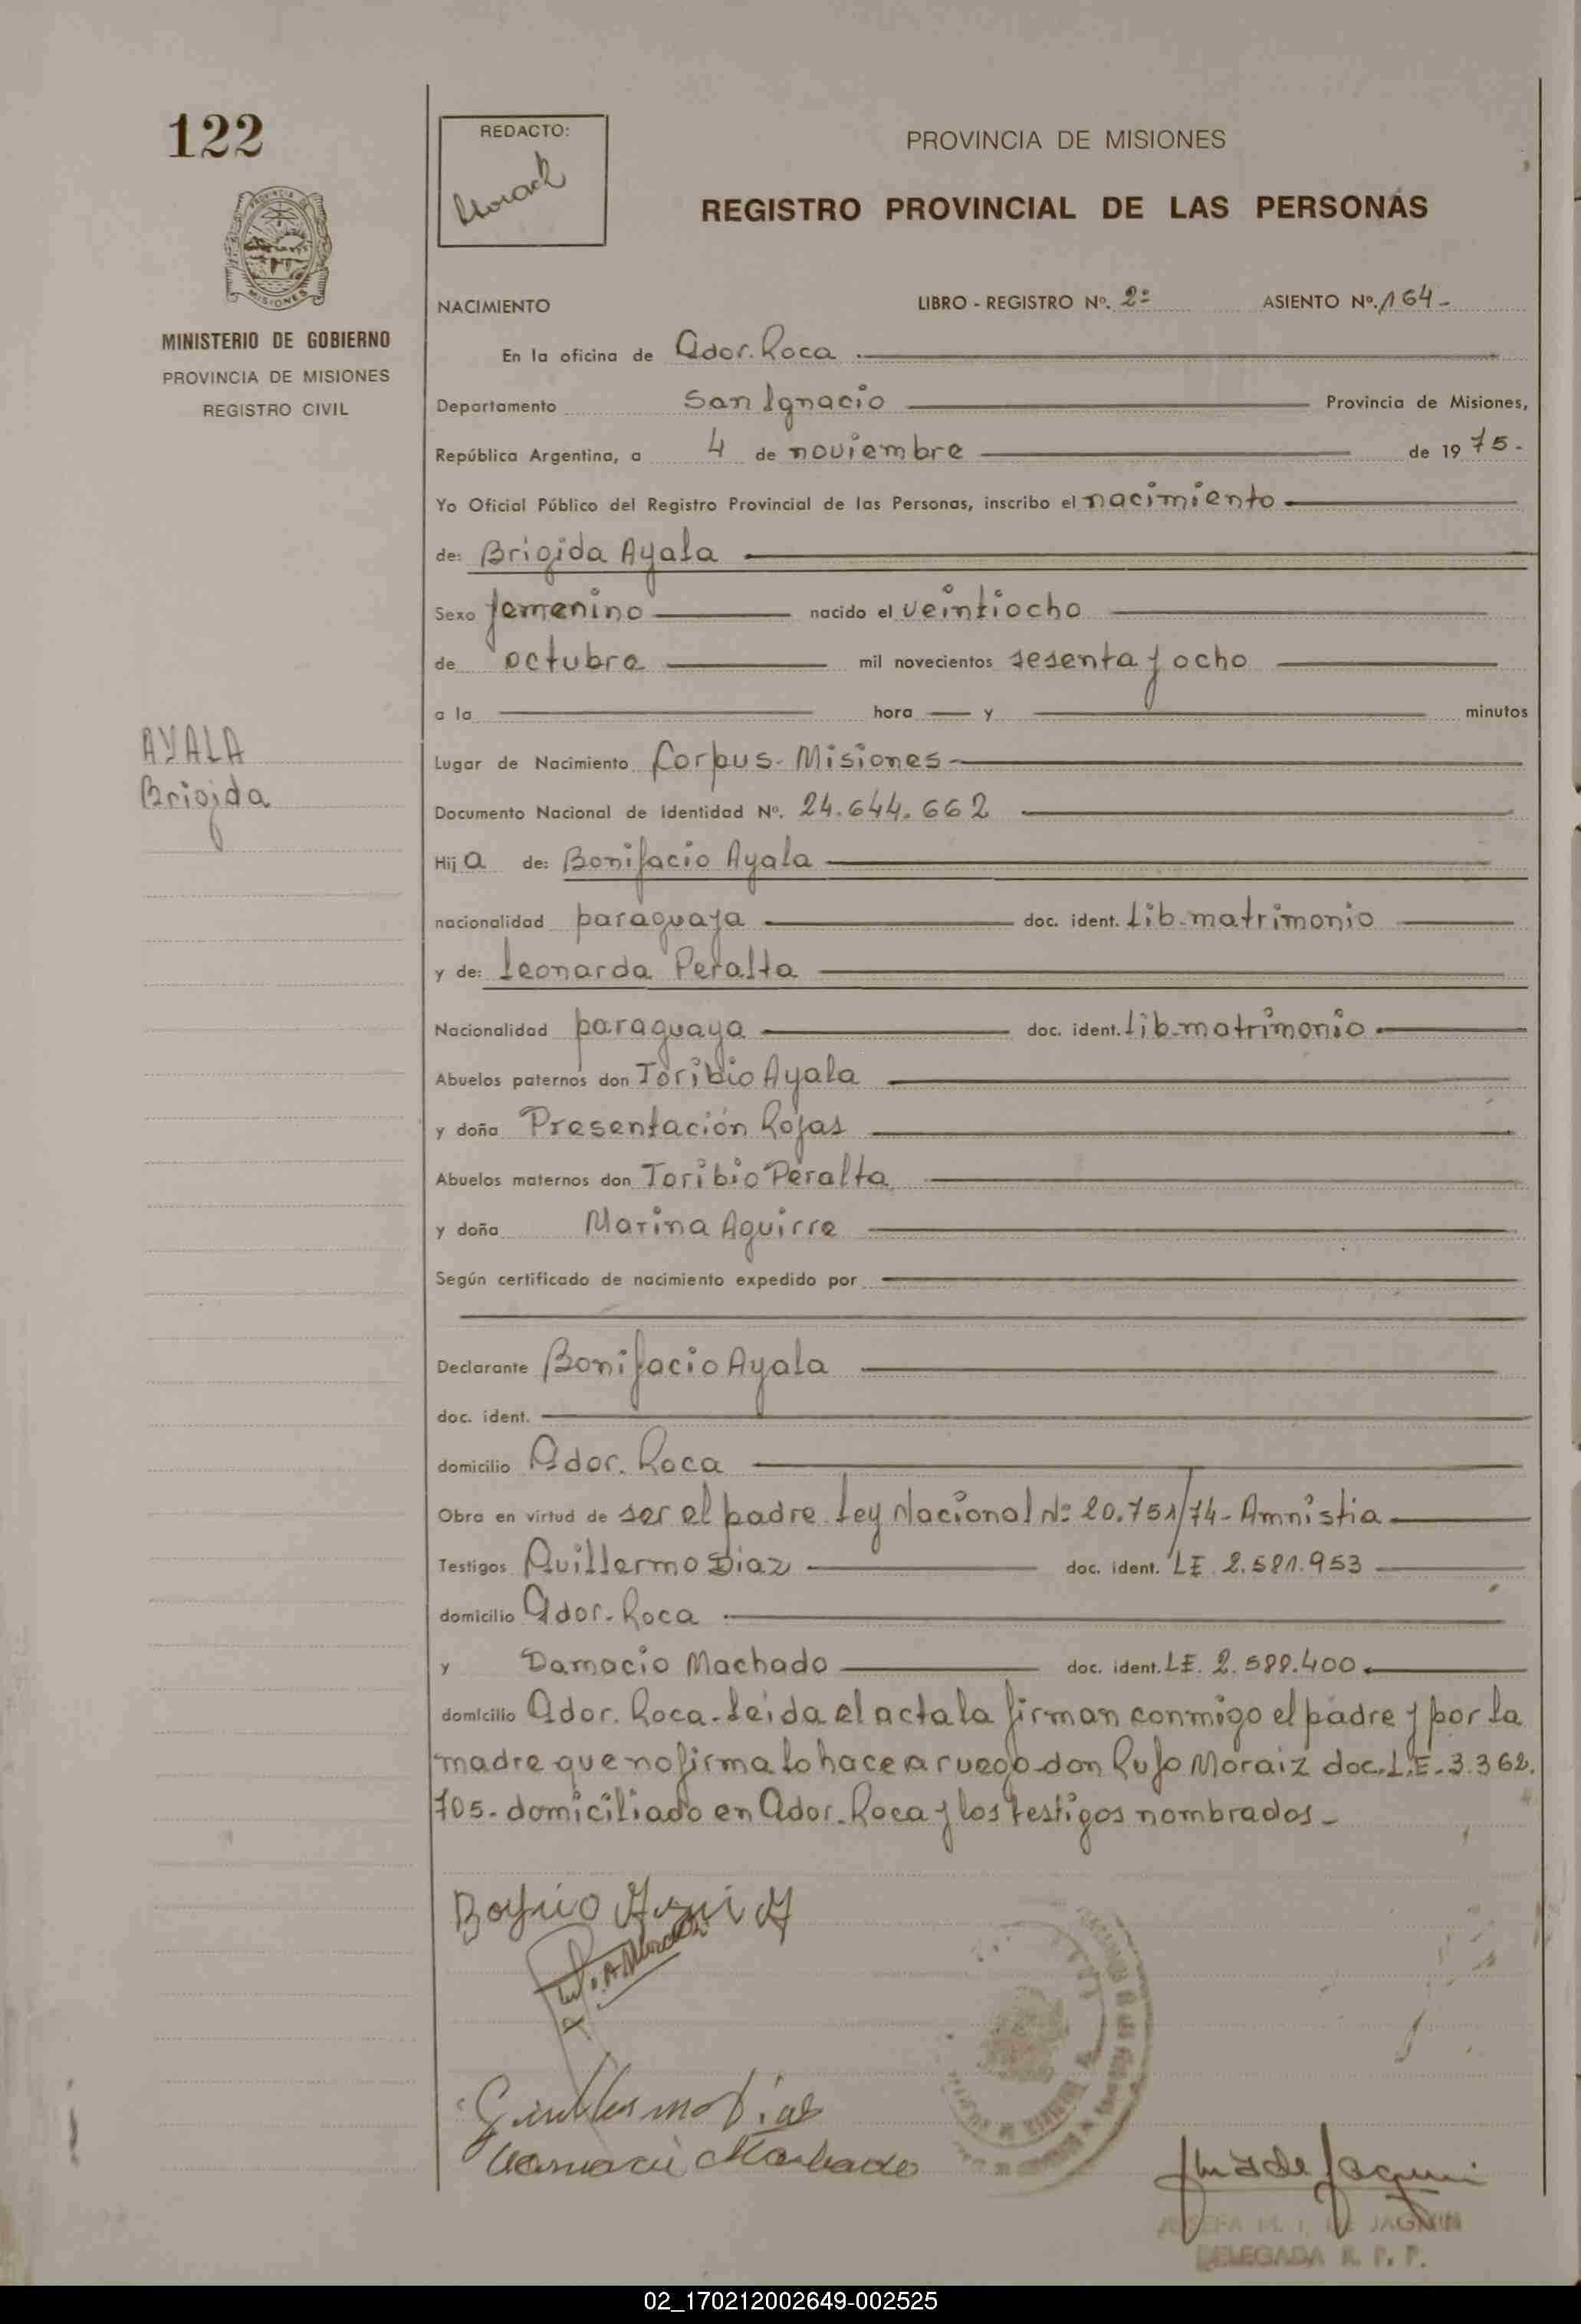 122
REDACTO:
PROVINCIA DE MISIONES
REGISTRO PROVINCIAL DE LAS PERSONAS
MISIONES
MINISTERIO DE GOBIERNO
PROVINCIA DE MISIONES
REGISTRO CIVIL
NACIMIENTO LIBRO - REGISTRO Nº. 2º ASIENTO Nº. 164-
En la oficina de Gdor. Roca
Departamento San Ignacio Provincia de Misiones,
República Argentina, a 4 de noviembre de 1975.-
Yo Oficial Público del Registro Provincial de las Personas, inscribo el nacimiento
de: Brigida Ayala
Sexo femenino nacido el veintiocho
de octubre mil novecientos sesenta y ocho
a la hora y minutos
AYALA
Brigida
Lugar de Nacimiento Corpus - Misiones
Documento Nacional de Identidad Nº. 24.644.662
Hija de: Bonifacio Ayala
nacionalidad paraguaya doc. ident. Lib. matrimonio
y de: Leonarda Peralta
Nacionalidad paraguaya doc. ident. Lib. matrimonio
Abuelos paternos don Toribio Ayala
y doña Presentación Rojas
Abuelos maternos don Toribio Peralta
y doña Marina Aguirre
Según certificado de nacimiento expedido por
Declarante Bonifacio Ayala
doc. ident.
domicilio Gdor. Roca
Obra en virtud de ser el padre. Ley Nacional Nº 20.751/74- Amnistia
Testigos Guillermo Diaz doc. ident. LE 2.581.953
domicilio Gdor. Roca
y Damacio Machado doc. ident. LE. 2.588.400
domicilio Gdor. Roca. Leida el acta la firman conmigo el padre y por la
madre que no firma lo hace a ruego don Rufo Moraiz doc. L.E. 3.362.
705- domiciliado en Gdor. Roca y los testigos nombrados-
Guillermo Diaz
Machado
DE JAGNIN
DELEGADA R. P. P.
02_170212002649-002525